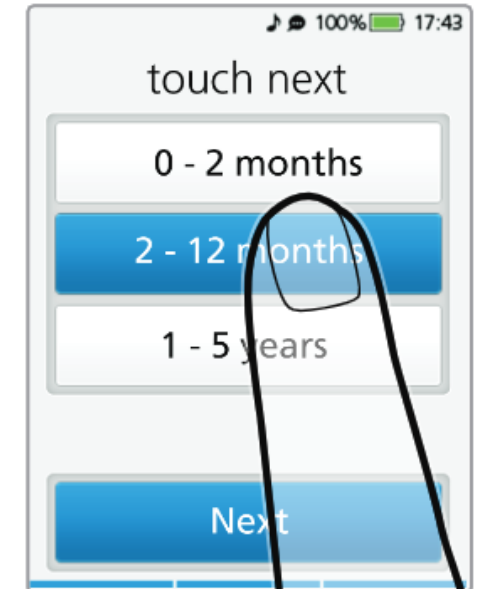 100% 17:43
touch next
0 - 2 months
2 - 12 months
1 - 5 years
Next